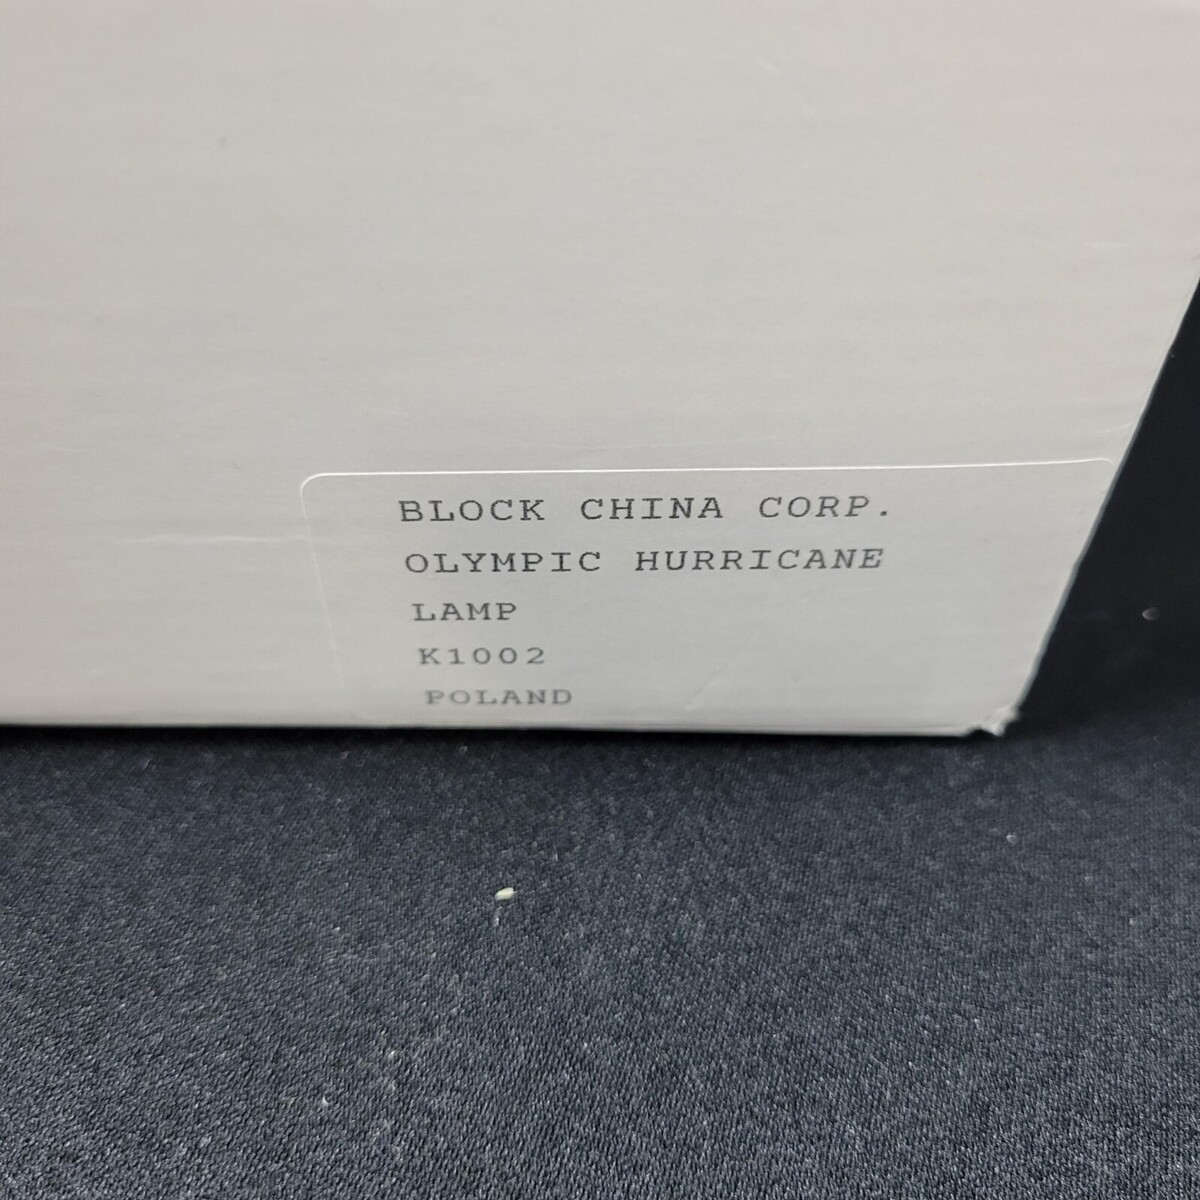 BLOCK CHINA CORP.
OLYMPIC HURRICANE
LAMP
K1002
POLAND